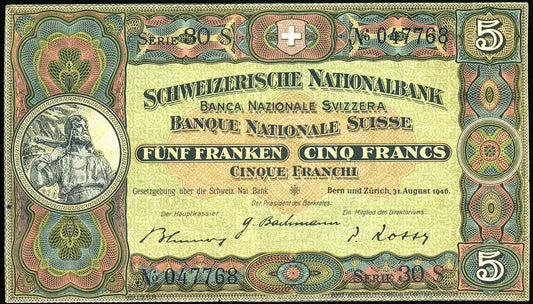 SERIE 30 S
№ 047768
5
SCHWEIZERISCHE NATIONALBANK
BANCA NAZIONALE SVIZZERA
BANQUE NATIONALE SUISSE
FÜNF FRANKEN CINQ FRANCS
CINQUE FRANCHI
Gesetzgebung über die Schweiz. Nat. Bank
Bern und Zürich, 31. August 1946.
Der Hauptkassier:
Der Präsident des Bankrates:
Ein Mitglied des Direktoriums:
G. Bachmann
P. Rossy
№ 047768
SERIE 30 S
5